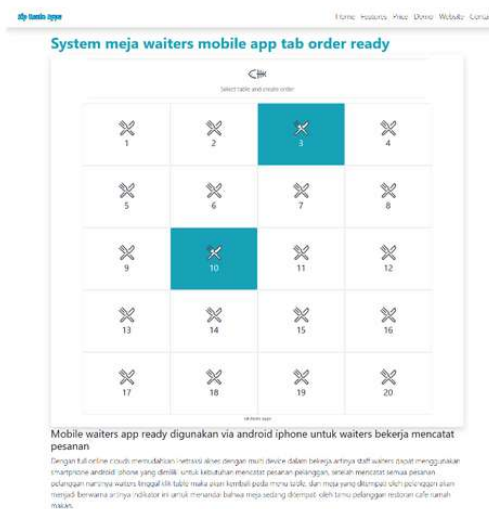 Home Features Price Demo Website Contact
System meja waiters mobile app tab order ready
Select table and create order
1 2 3 4
5 6 7 8
9 10 11 12
13 14 15 16
17 18 19 20
Mobile waiters app ready digunakan via android iphone untuk waiters bekerja mencatat
pesanan
Dengan full online clouds memudahkan akses dengan multi device dalam bekerja artinya staff waiters dapat menggunakan
smartphone android iphone yang dimiliki untuk kebutuhan mencatat pesanan pelanggan, setelah mencatat semua pesanan
pelanggan nantinya waiters tinggal klik table maka akan kembali pada menu table, dan meja yang ditempati oleh pelanggan akan
menjadi berwarna artinya indikator ini untuk menandai bahwa meja sedang ditempati oleh tamu pelanggan restoran cafe rumah
makan.